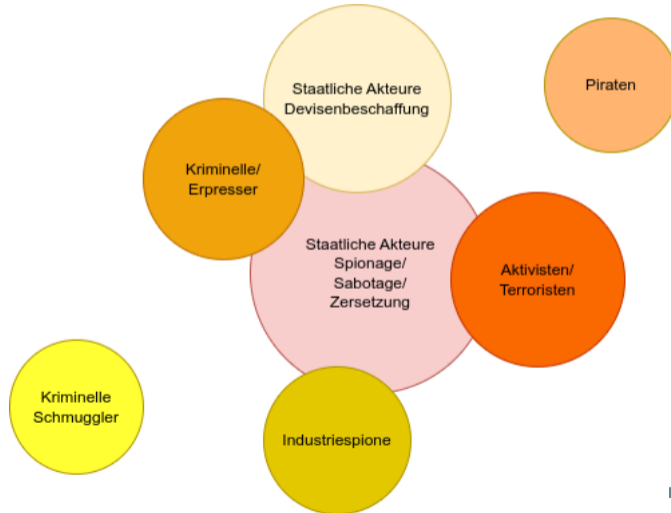 Staatliche Akteure
Devisenbeschaffung
Piraten
Kriminelle/
Erpresser
Staatliche Akteure
Spionage/
Sabotage/
Zersetzung
Aktivisten/
Terroristen
Kriminelle
Schmuggler
Industriespione